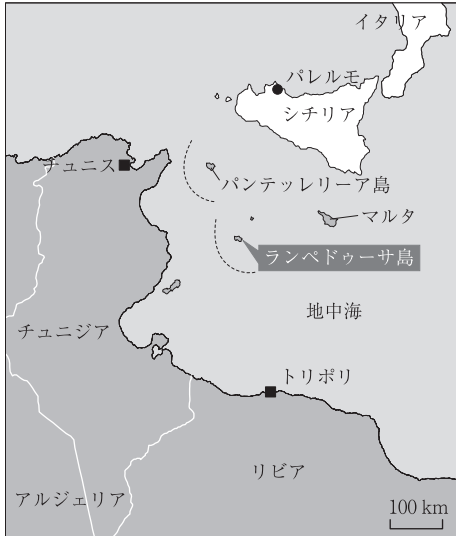 イタリア
パレルモ
シチリア
チュニス
パンテッレリーア島
マルタ
ランペドゥーサ島
地中海
チュニジア
トリポリ
リビア
アルジェリア
100 km